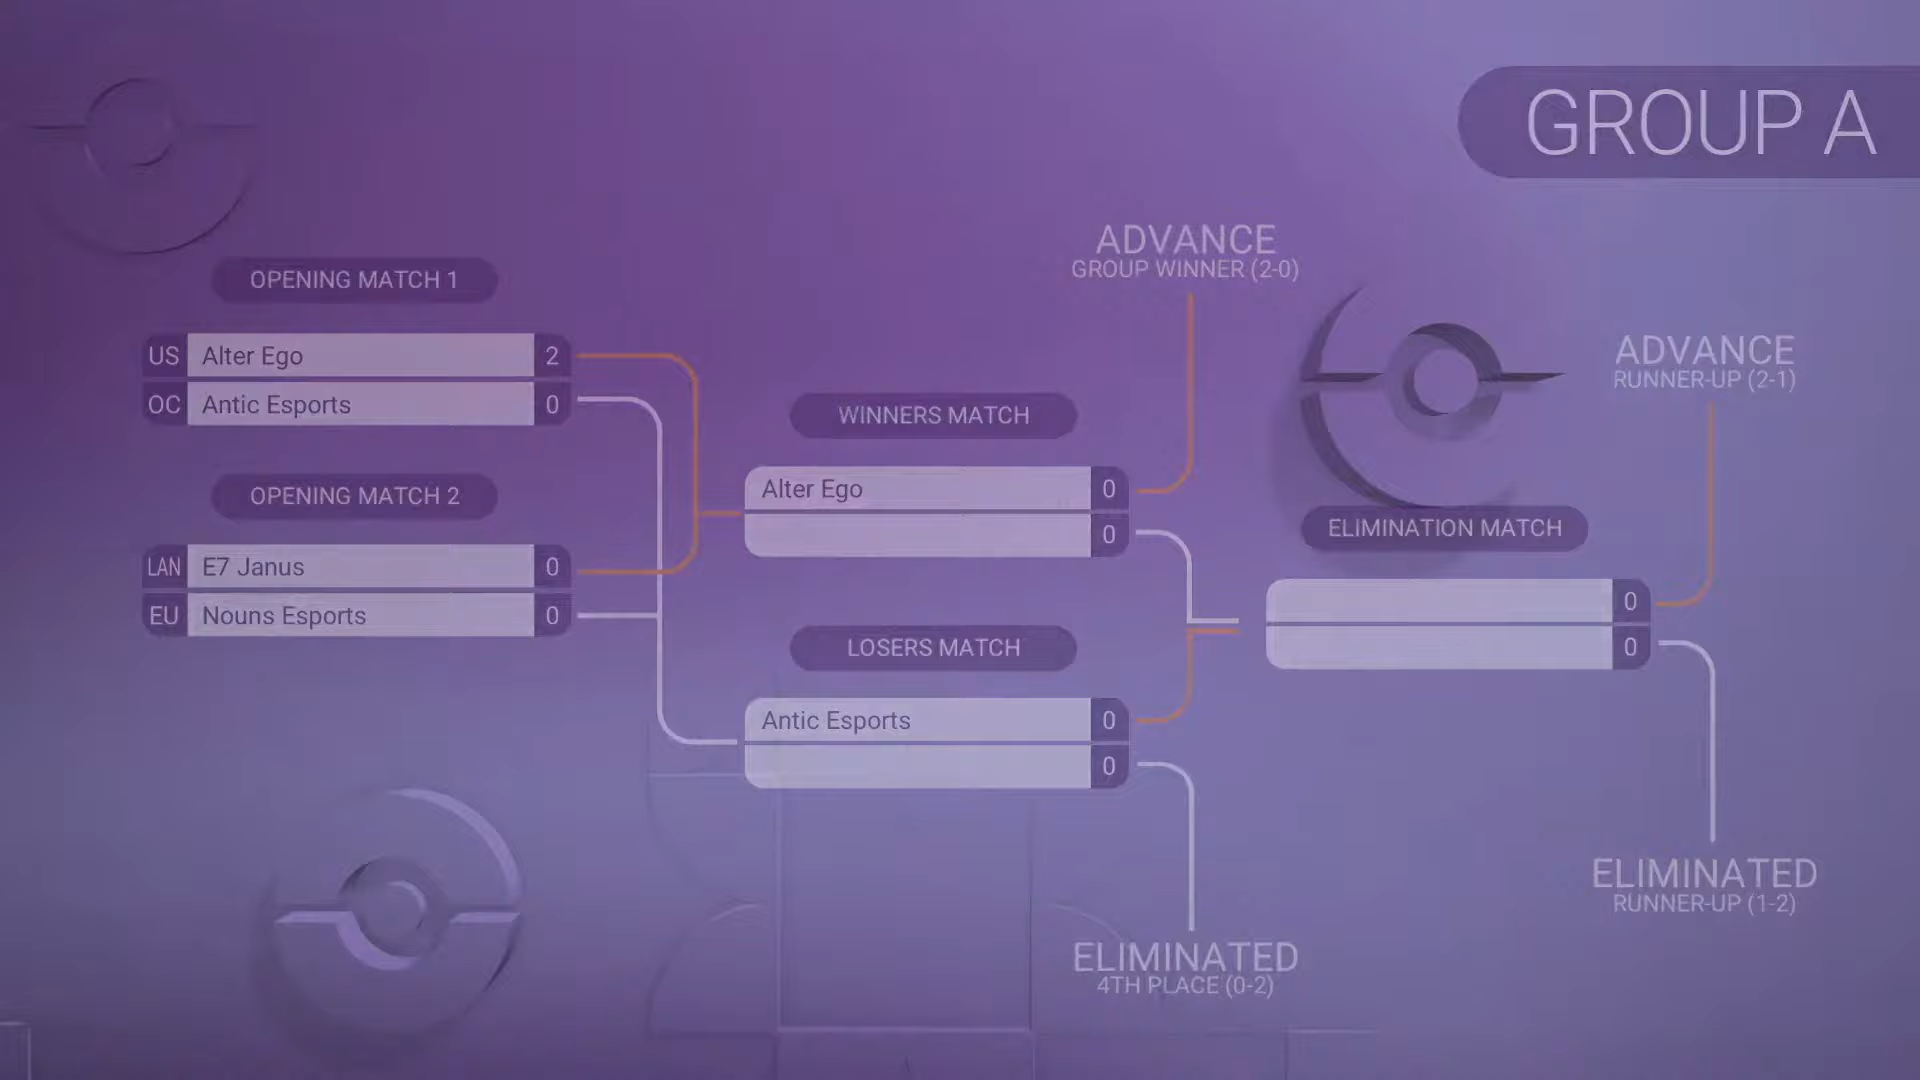 GROUP A
OPENING MATCH 1
US Alter Ego 2
OC Antic Esports 0
OPENING MATCH 2
LAN E7 Janus 0
EU Nouns Esports 0
ADVANCE
GROUP WINNER (2-0)
WINNERS MATCH
Alter Ego 0
0
LOSERS MATCH
Antic Esports 0
0
ELIMINATED
4TH PLACE (0-2)
ADVANCE
RUNNER-UP (2-1)
ELIMINATION MATCH
0
0
ELIMINATED
RUNNER-UP (1-2)